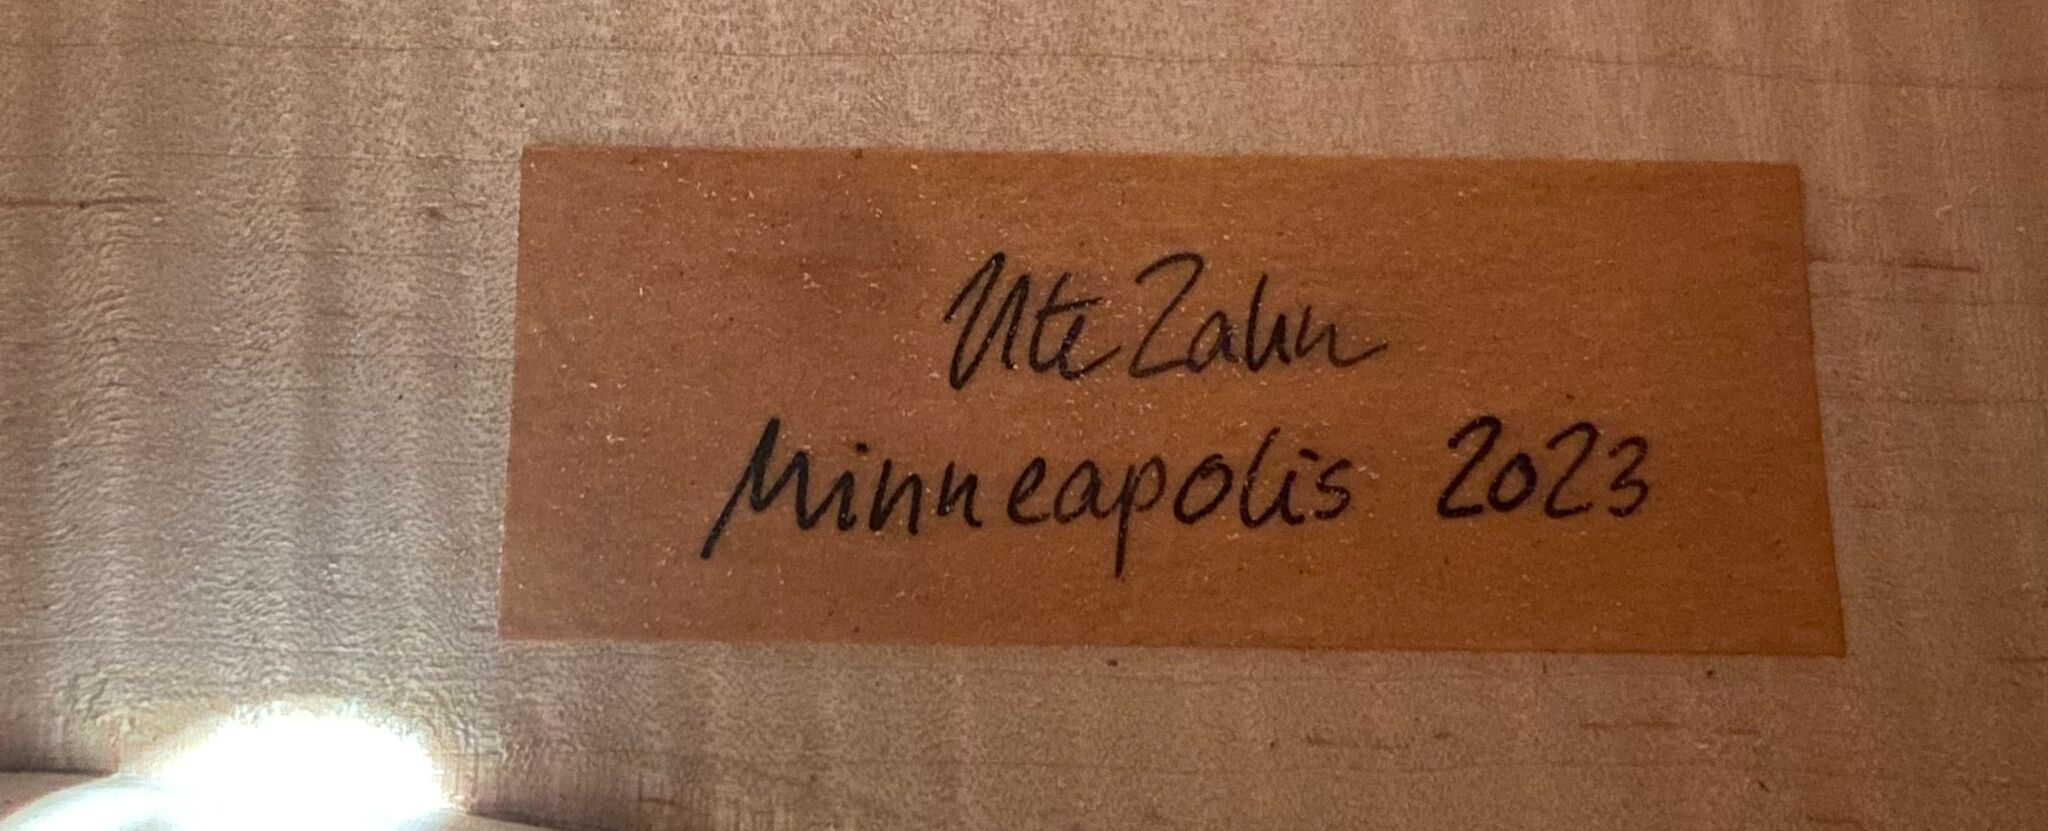 Ute Zahn
Minneapolis 2023